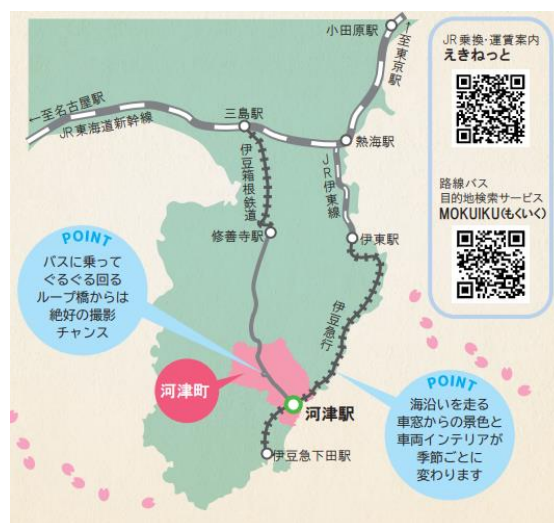 小田原駅
→至東京駅
←至名古屋駅
JR東海道新幹線
三島駅
熱海駅
伊豆箱根鉄道
JR伊東線
修善寺駅
伊東駅
伊豆急行
POINT
バスに乗って
ぐるぐる回る
ループ橋からは
絶好の撮影
チャンス
河津町
河津駅
伊豆急下田駅
POINT
海沿いを走る
車窓からの景色と
車両インテリアが
季節ごとに
変わります
JR乗換・運賃案内
えきねっと
路線バス
目的地検索サービス
MOKUIKU(もくいく)